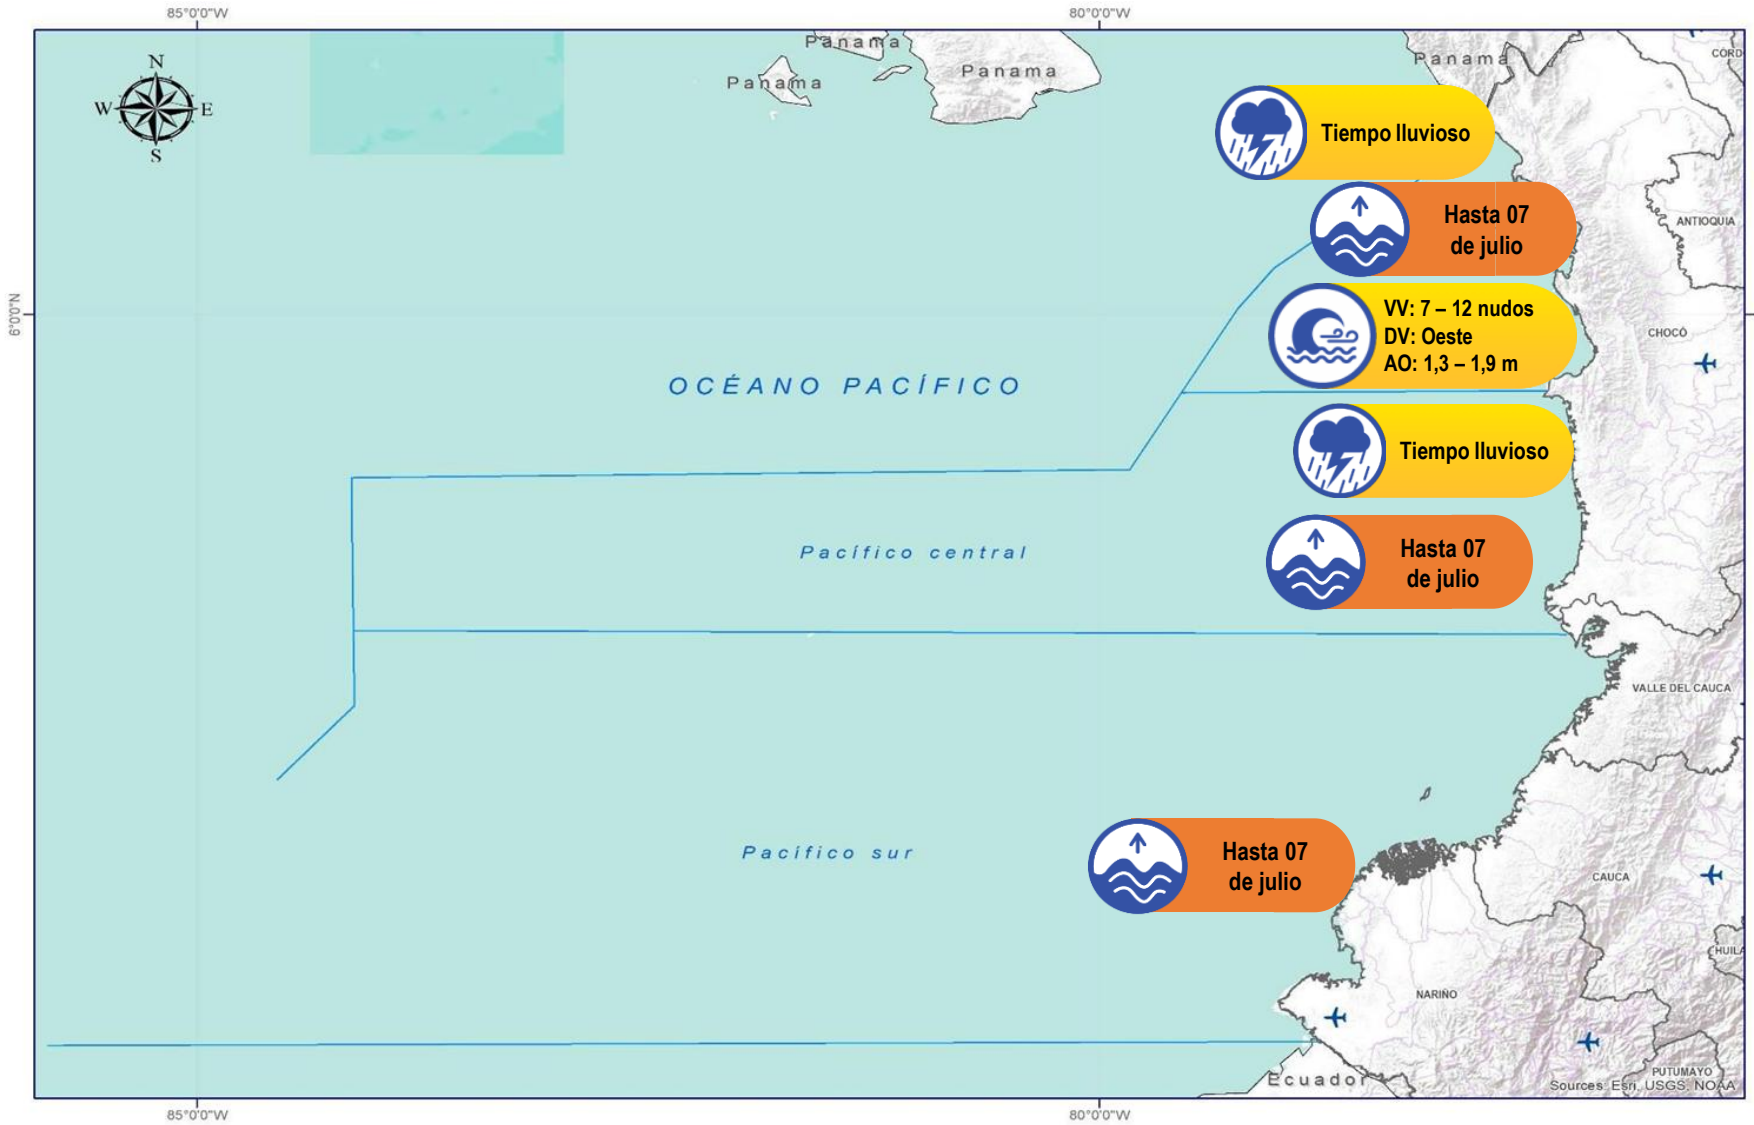 85°0'0"W
80°0'0"W
Panama
Panama
Panama
Panama
N
W
E
S
CORD
Tiempo lluvioso
Hasta 07
de julio
ANTIOQUIA
6°0'0"N
VV: 7 – 12 nudos
DV: Oeste
AO: 1,3 – 1,9 m
CHOCÓ
OCÉANO PACÍFICO
Tiempo lluvioso
Pacífico central
Hasta 07
de julio
VALLE DEL CAUCA
Pacífico sur
Hasta 07
de julio
CAUCA
HUILA
NARIÑO
Ecuador
PUTUMAYO
Sources: Esri, USGS, NOAA
85°0'0"W
80°0'0"W